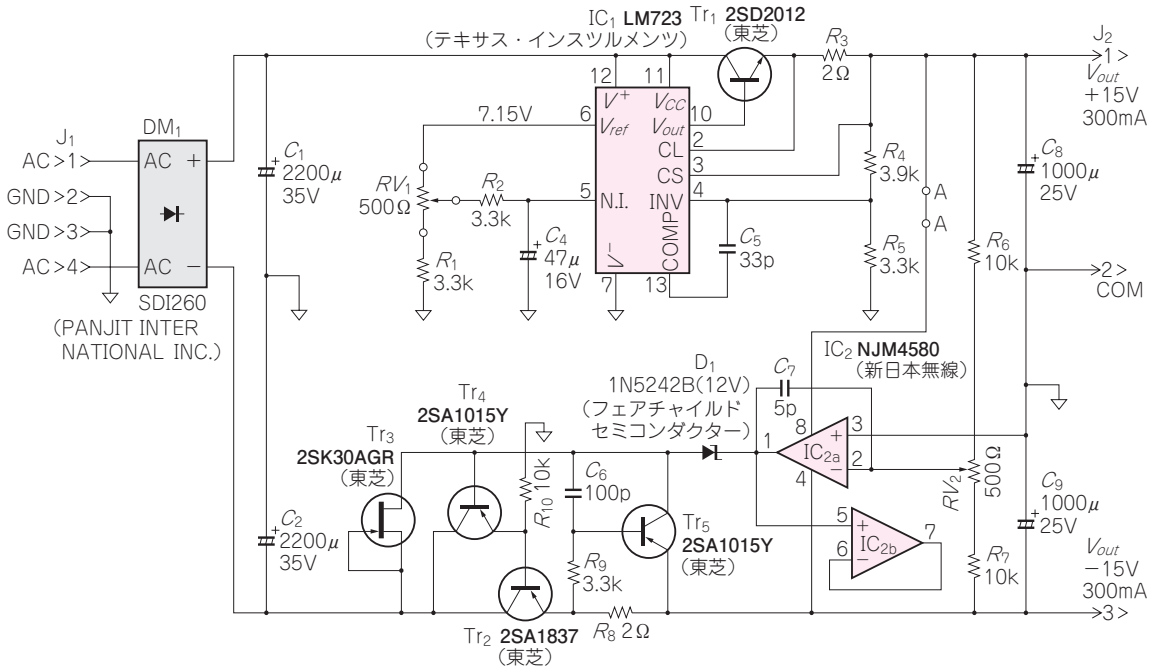 IC1 LM723
(テキサス・インスツルメンツ)
Tr1 2SD2012
(東芝)
R3
2Ω
J2
1
Vout
+15V
300mA
12
11
V+
VCC
7.15V
6
Vref
Vout
10
CL
2
CS
3
5
N.I.
INV
4
V-
COMP
7
13
J1
AC>1
GND>2
GND>3
AC>4
DM1
AC +
AC −
SDI260
(PANJIT INTER
NATIONAL INC.)
C1
2200μ
35V
RV1
500Ω
R2
3.3k
R1
3.3k
C4
47μ
16V
C5
33p
R4
3.9k
R5
3.3k
A
A
R6
10k
C8
1000μ
25V
2
COM
IC2 NJM4580
(新日本無線)
D1
1N5242B(12V)
(フェアチャイルド
セミコンダクター)
C7
5p
8
1
IC2a
+
−
3
2
4
RV2
500Ω
5
6
+
−
IC2b
7
C9
1000μ
25V
R7
10k
Vout
−15V
300mA
3
Tr4
2SA1015Y
(東芝)
Tr3
2SK30AGR
(東芝)
C2
2200μ
35V
R10 10k
C6
100p
R9
3.3k
Tr5
2SA1015Y
(東芝)
R8 2Ω
Tr2 2SA1837
(東芝)